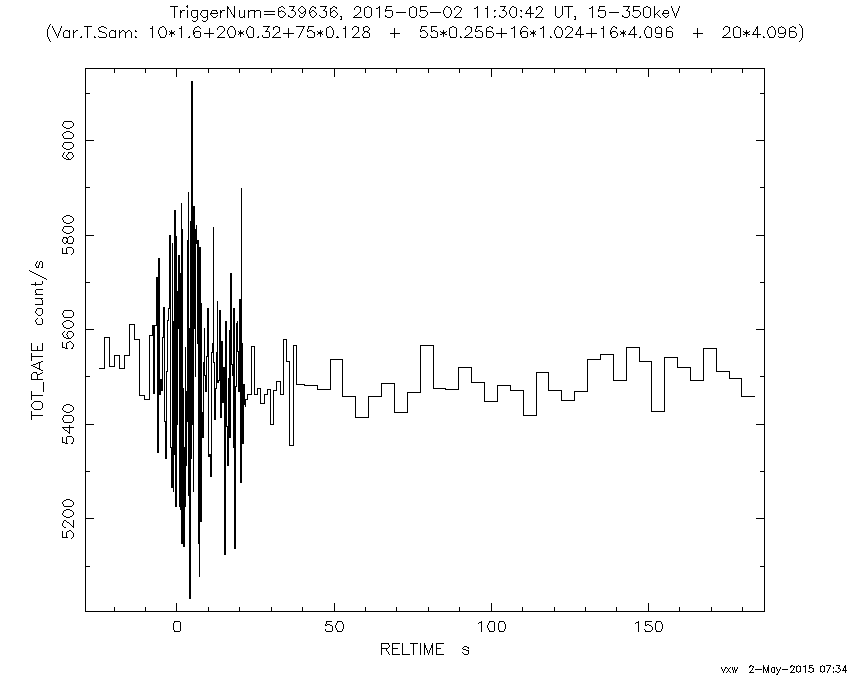 TriggerNum=639636, 2015-05-02 11:30:42 UT, 15-350keV
(Var.T.Sam: 10*1.6+20*0.32+75*0.128 + 55*0.256+16*1.024+16*4.096 + 20*4.096)
TOT_RATE count/s
6000
5800
5600
5400
5200
0 50 100 150
RELTIME s
vxw 2-May-2015 07:34